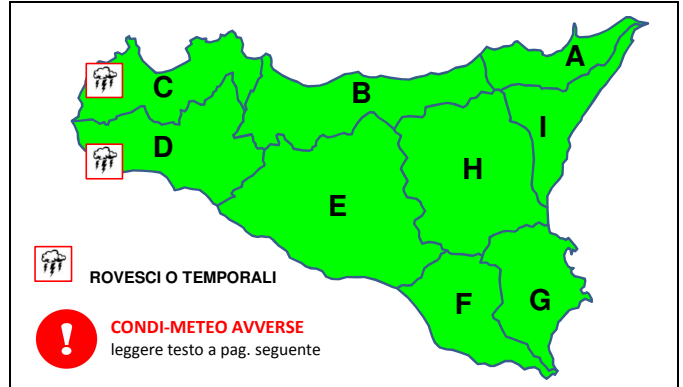 A
C
B
I
D
H
E
F
G
ROVESCI O TEMPORALI
CONDI-METEO AVVERSE
leggere testo a pag. seguente